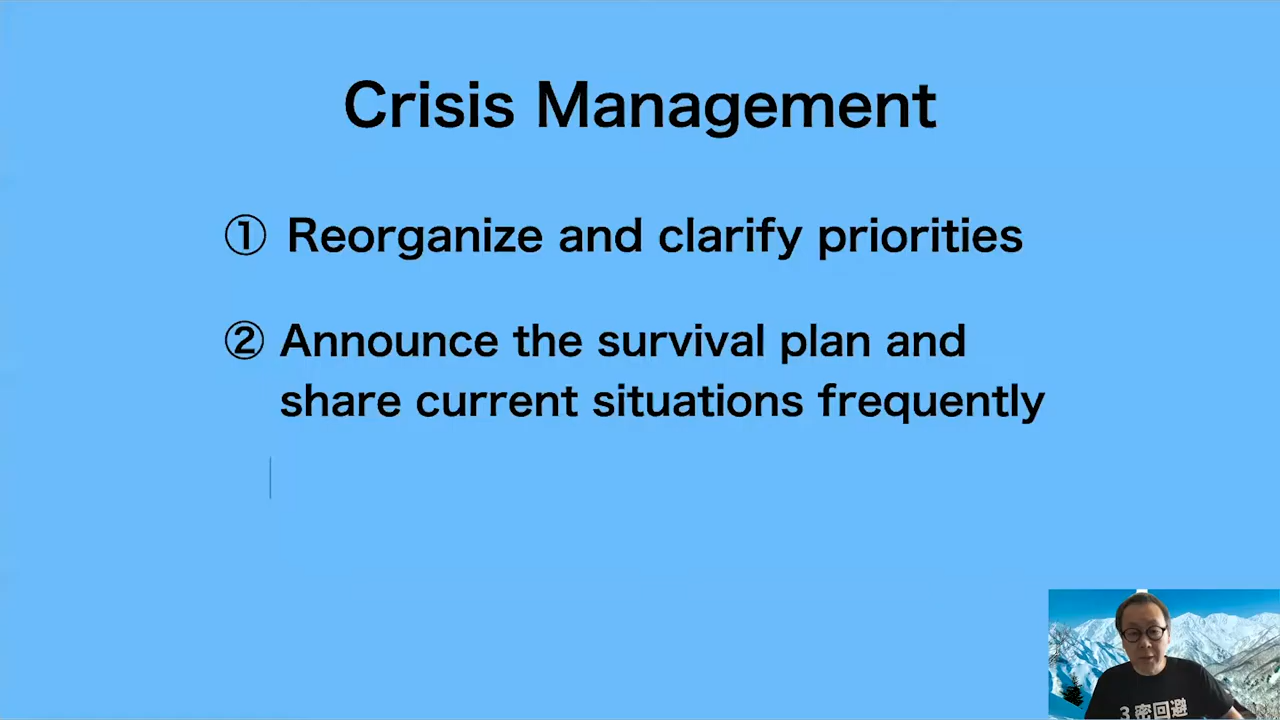 Crisis Management
① Reorganize and clarify priorities
② Announce the survival plan and
share current situations frequently
3密回避